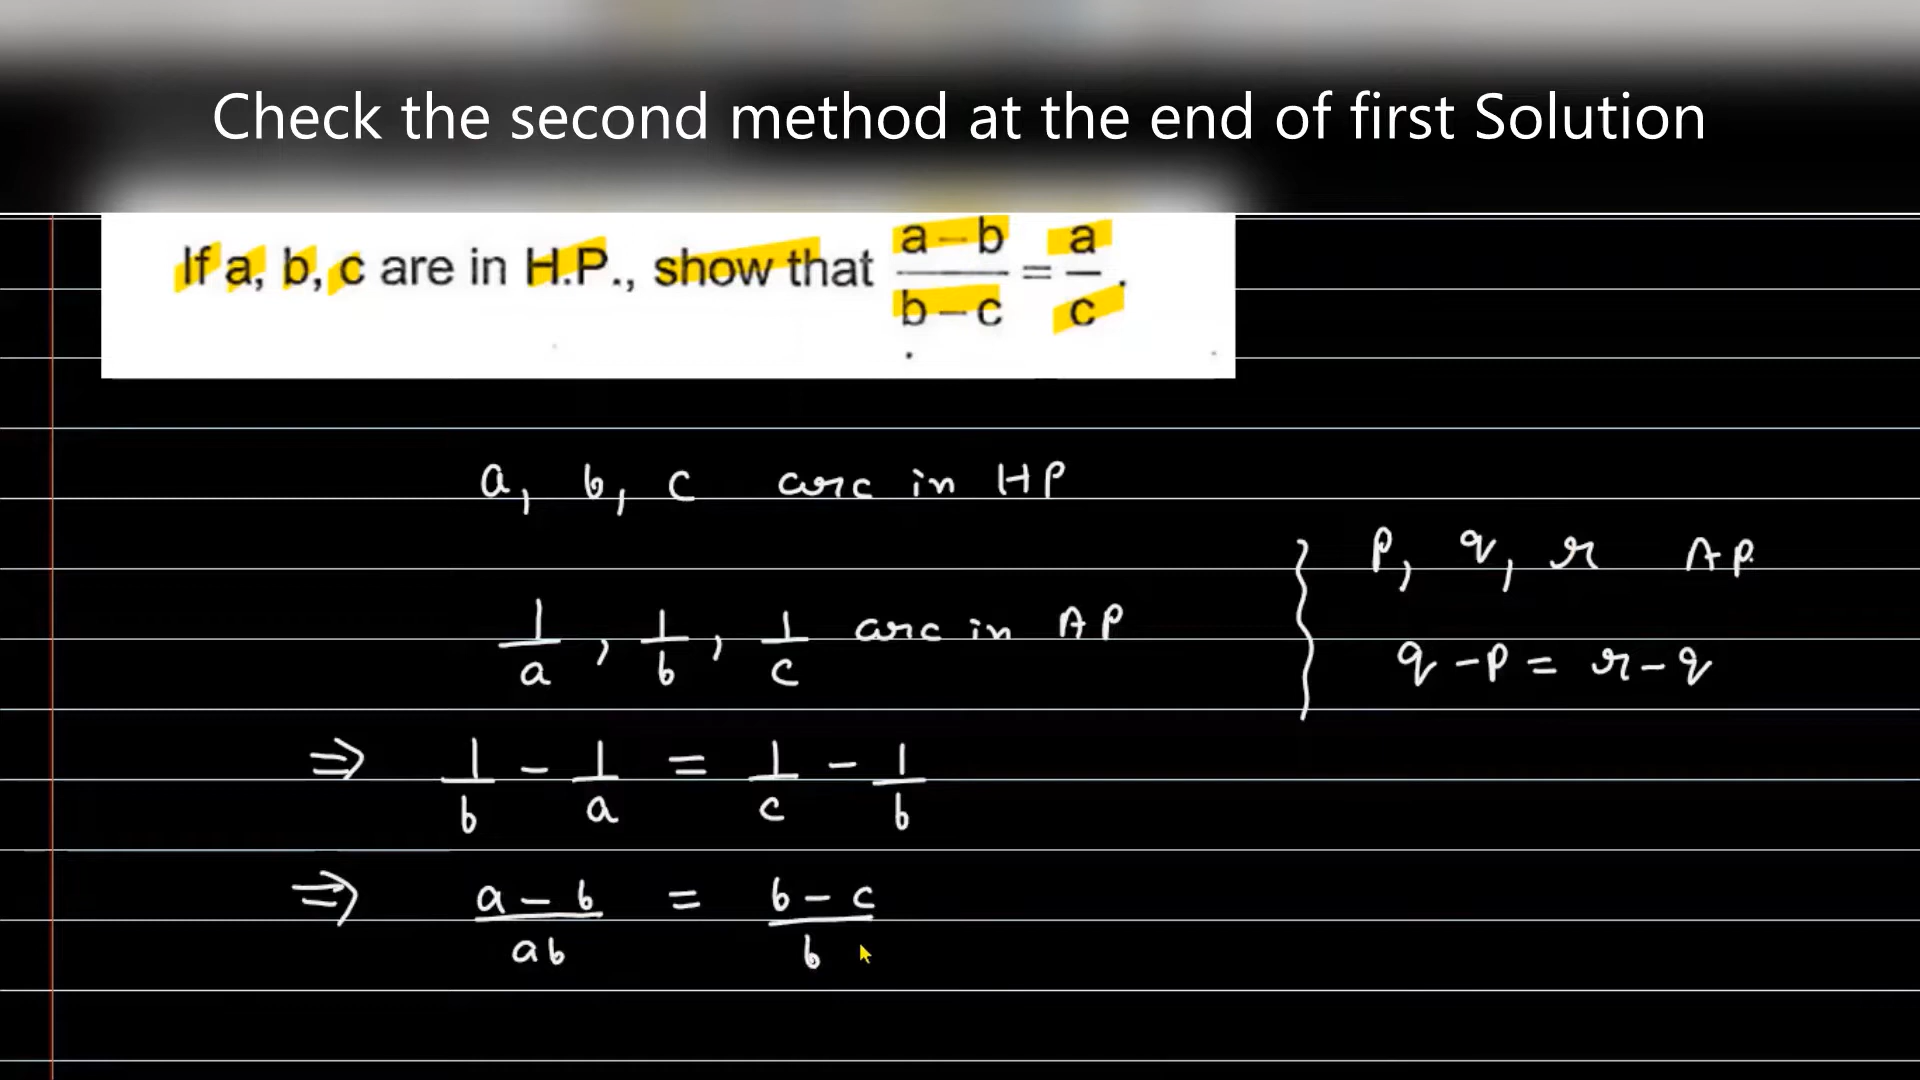 Check the second method at the end of first Solution
If a, b, c are in H.P., show that (a – b)/(b – c) = a/c.
a, b, c are in HP
p, q, r AP.
1/a, 1/b, 1/c are in AP
q - p = r - q
⇒ 1/b - 1/a = 1/c - 1/b
⇒ (a - b)/ab = (b - c)/b